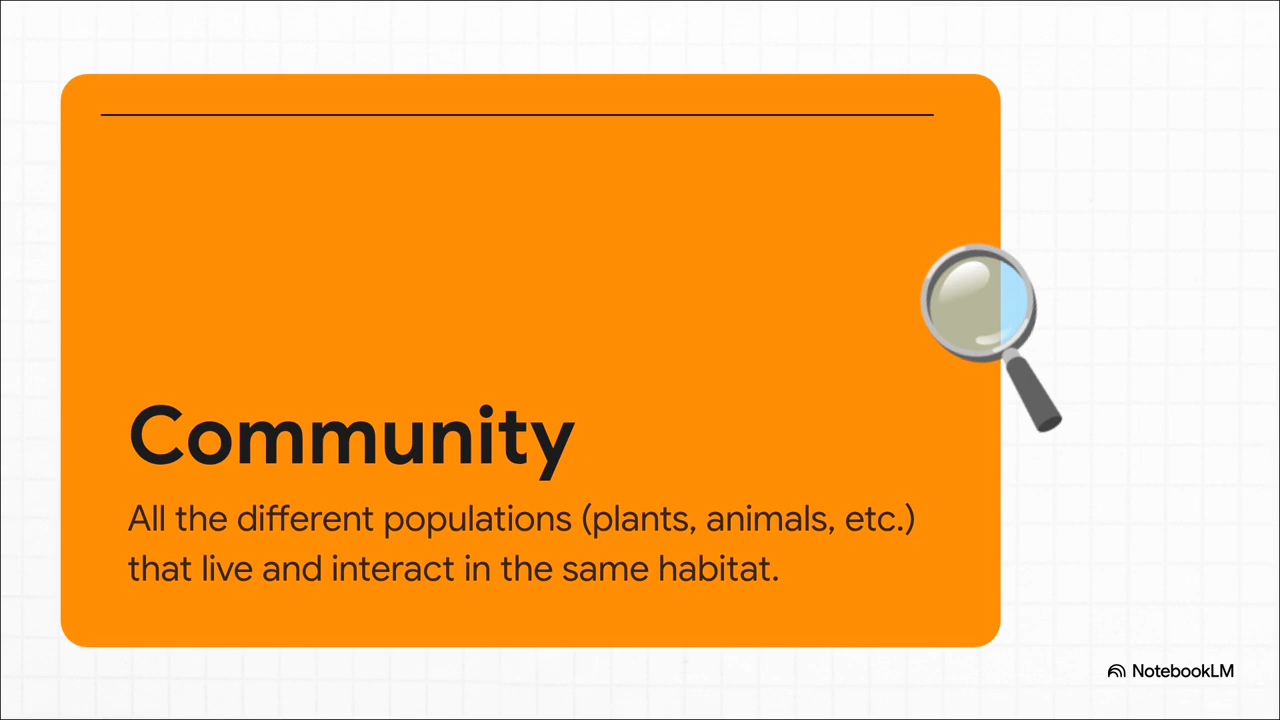 Community
All the different populations (plants, animals, etc.)
that live and interact in the same habitat.
NotebookLM